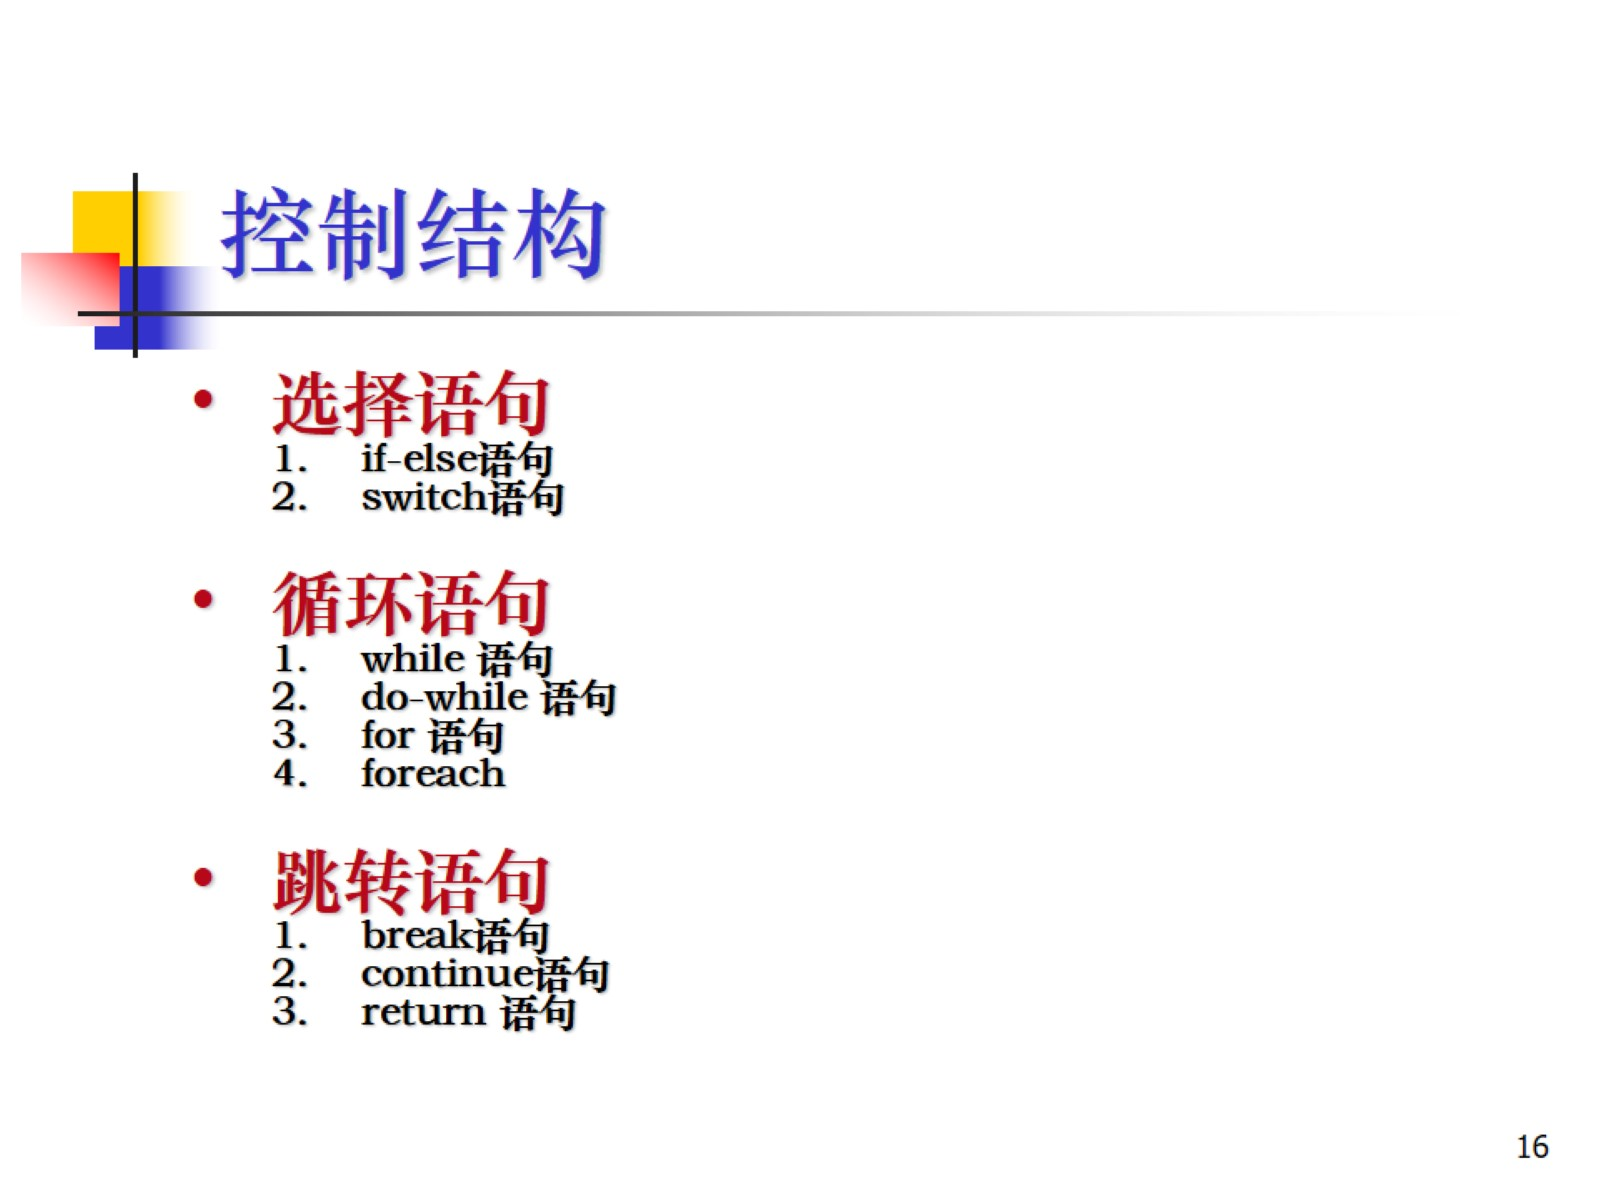 控制结构
• 选择语句
1. if-else语句
2. switch语句
• 循环语句
1. while 语句
2. do-while 语句
3. for 语句
4. foreach
• 跳转语句
1. break语句
2. continue语句
3. return 语句
16